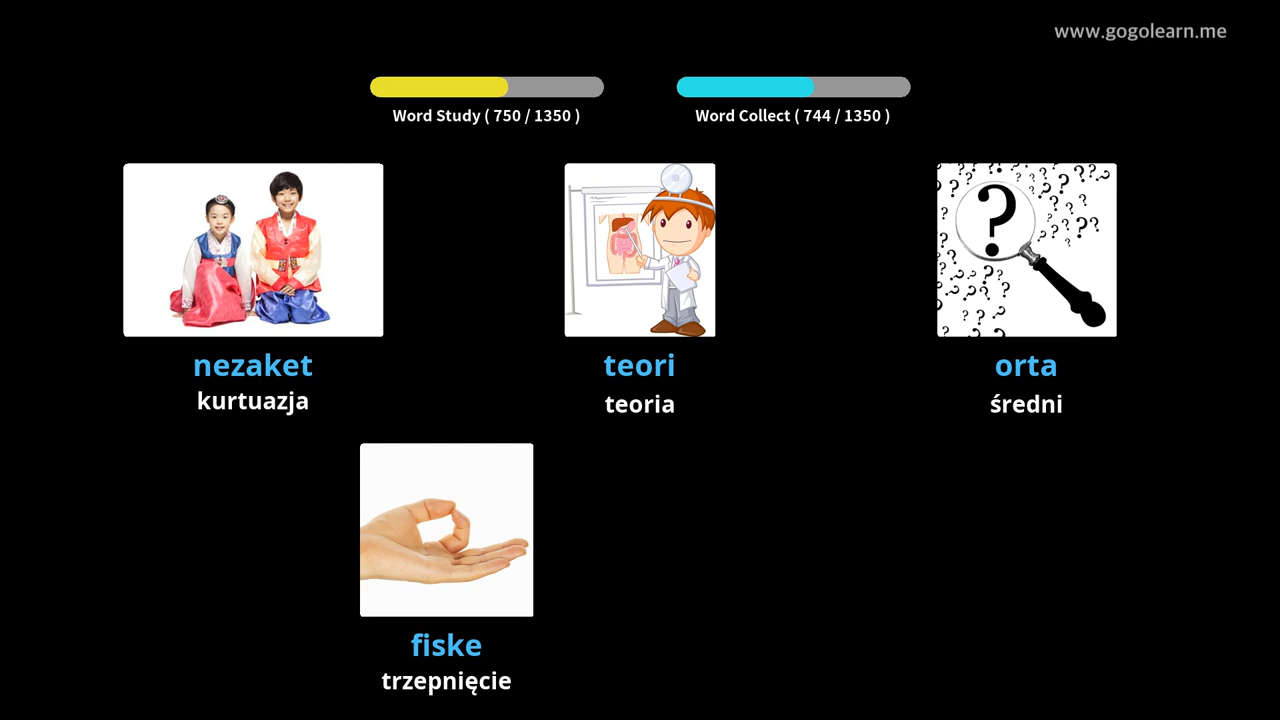 www.gogolearn.me
Word Study ( 750 / 1350 )
Word Collect ( 744 / 1350 )
nezaket
kurtuazja
teori
teoria
orta
średni
fiske
trzepnięcie